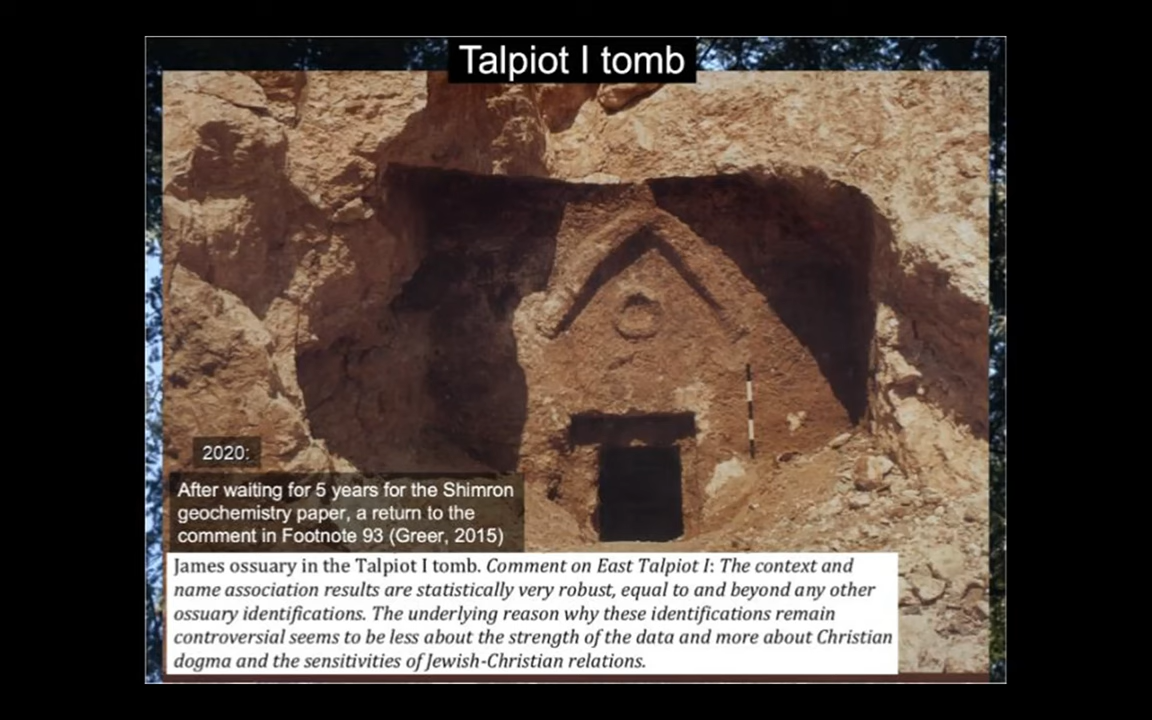 Talpiot I tomb
2020:
After waiting for 5 years for the Shimron
geochemistry paper, a return to the
comment in Footnote 93 (Greer, 2015)
James ossuary in the Talpiot I tomb. Comment on East Talpiot I: The context and
name association results are statistically very robust, equal to and beyond any other
ossuary identifications. The underlying reason why these identifications remain
controversial seems to be less about the strength of the data and more about Christian
dogma and the sensitivities of Jewish-Christian relations.